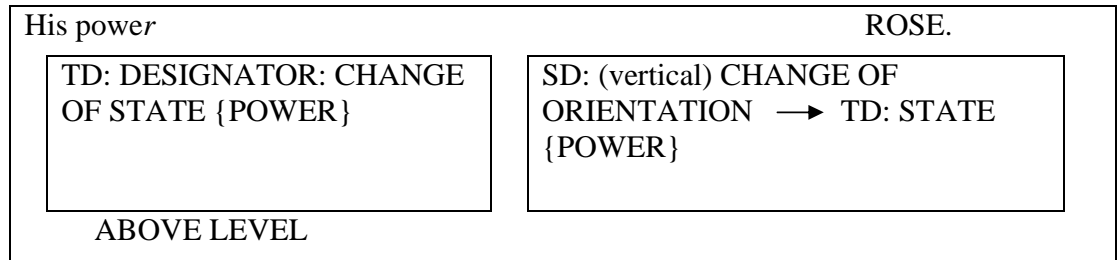 His power ROSE.
TD: DESIGNATOR: CHANGE
OF STATE {POWER}
SD: (vertical) CHANGE OF
ORIENTATION → TD: STATE
{POWER}
ABOVE LEVEL